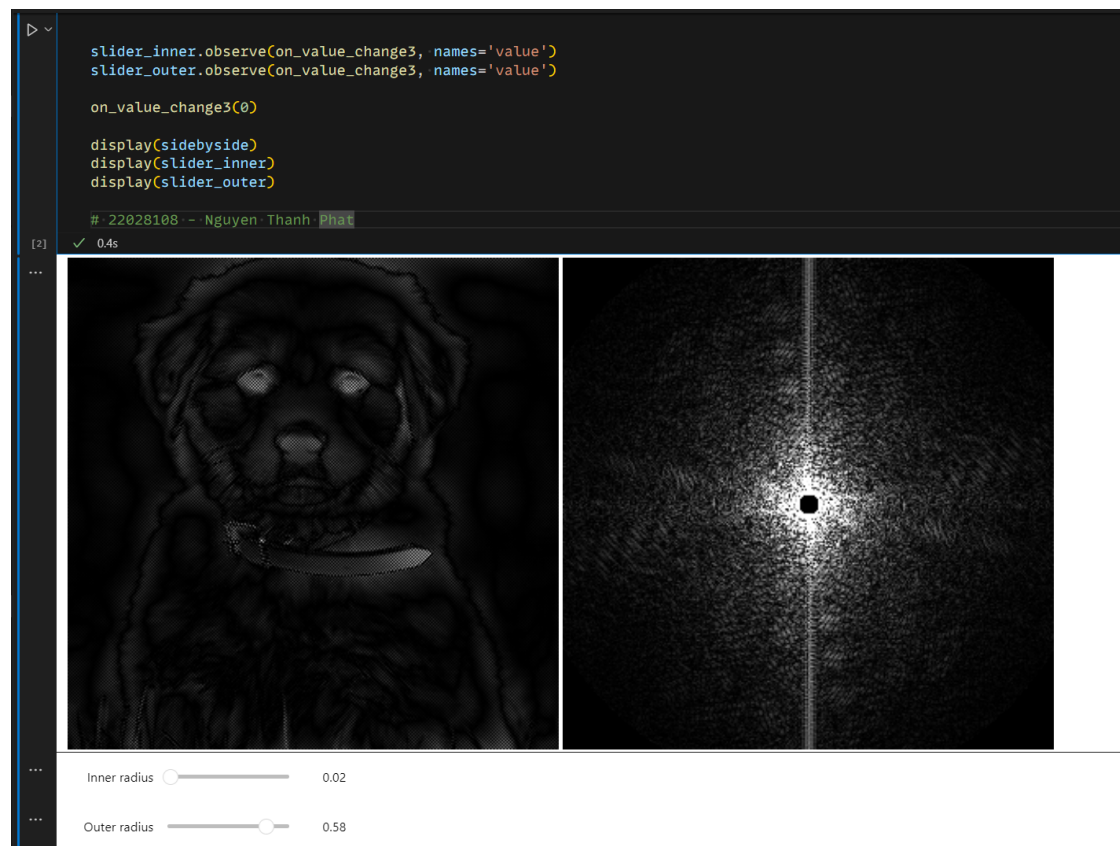 slider_inner.observe(on_value_change3, names='value')
slider_outer.observe(on_value_change3, names='value')
on_value_change3(0)
display(sidebyside)
display(slider_inner)
display(slider_outer)
# 22028108 - Nguyen Thanh Phat
[2] ✓ 0.4s
Inner radius 0.02
Outer radius 0.58